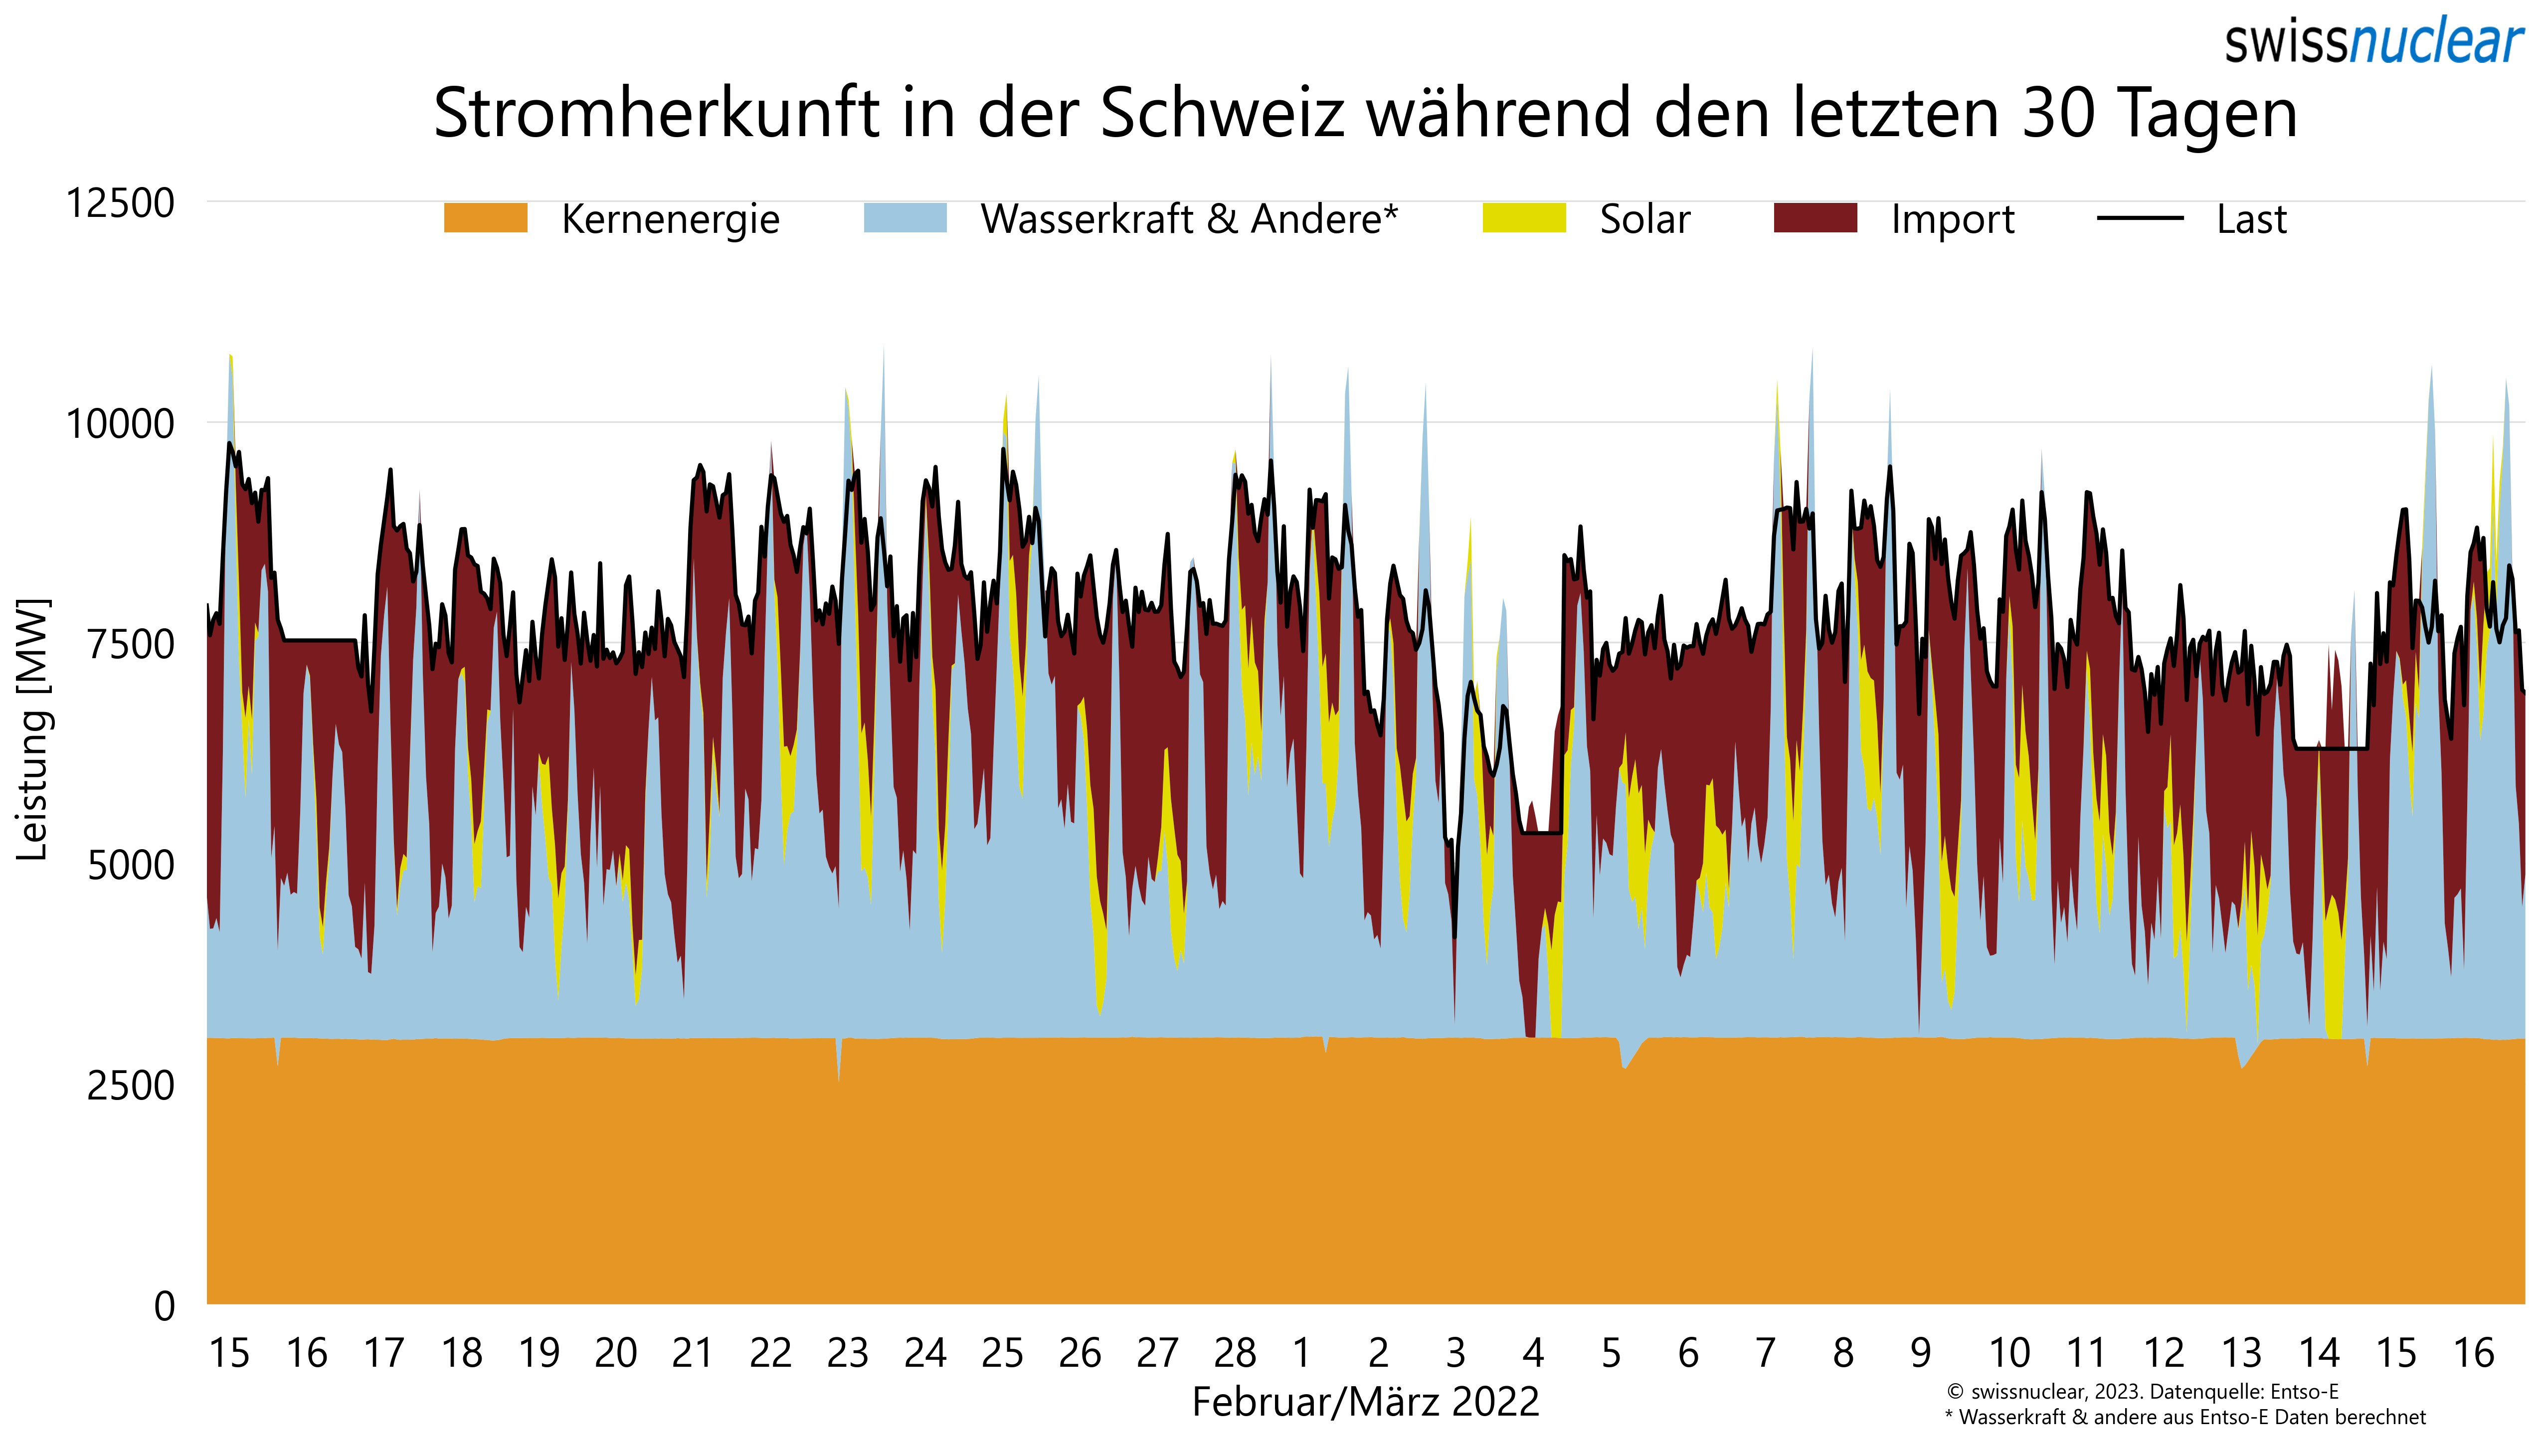 swissnuclear
Stromherkunft in der Schweiz während den letzten 30 Tagen
12500
Kernenergie Wasserkraft & Andere* Solar Import Last
10000
7500
5000
2500
0
Leistung [MW]
15 16 17 18 19 20 21 22 23 24 25 26 27 28 1 2 3 4 5 6 7 8 9 10 11 12 13 14 15 16
Februar/März 2022
© swissnuclear, 2023. Datenquelle: Entso-E
* Wasserkraft & andere aus Entso-E Daten berechnet